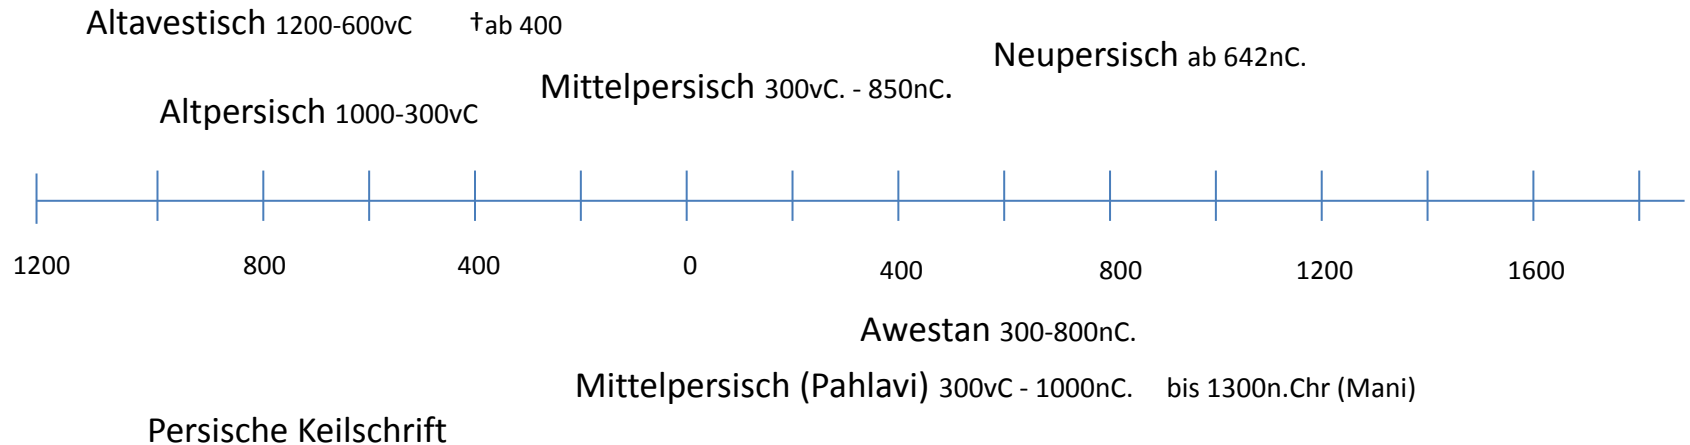 Altavestisch 1200-600vC †ab 400
Neupersisch ab 642nC.
Mittelpersisch 300vC. - 850nC.
Altpersisch 1000-300vC
1200 800 400 0 400 800 1200 1600
Awestan 300-800nC.
Mittelpersisch (Pahlavi) 300vC - 1000nC. bis 1300n.Chr (Mani)
Persische Keilschrift